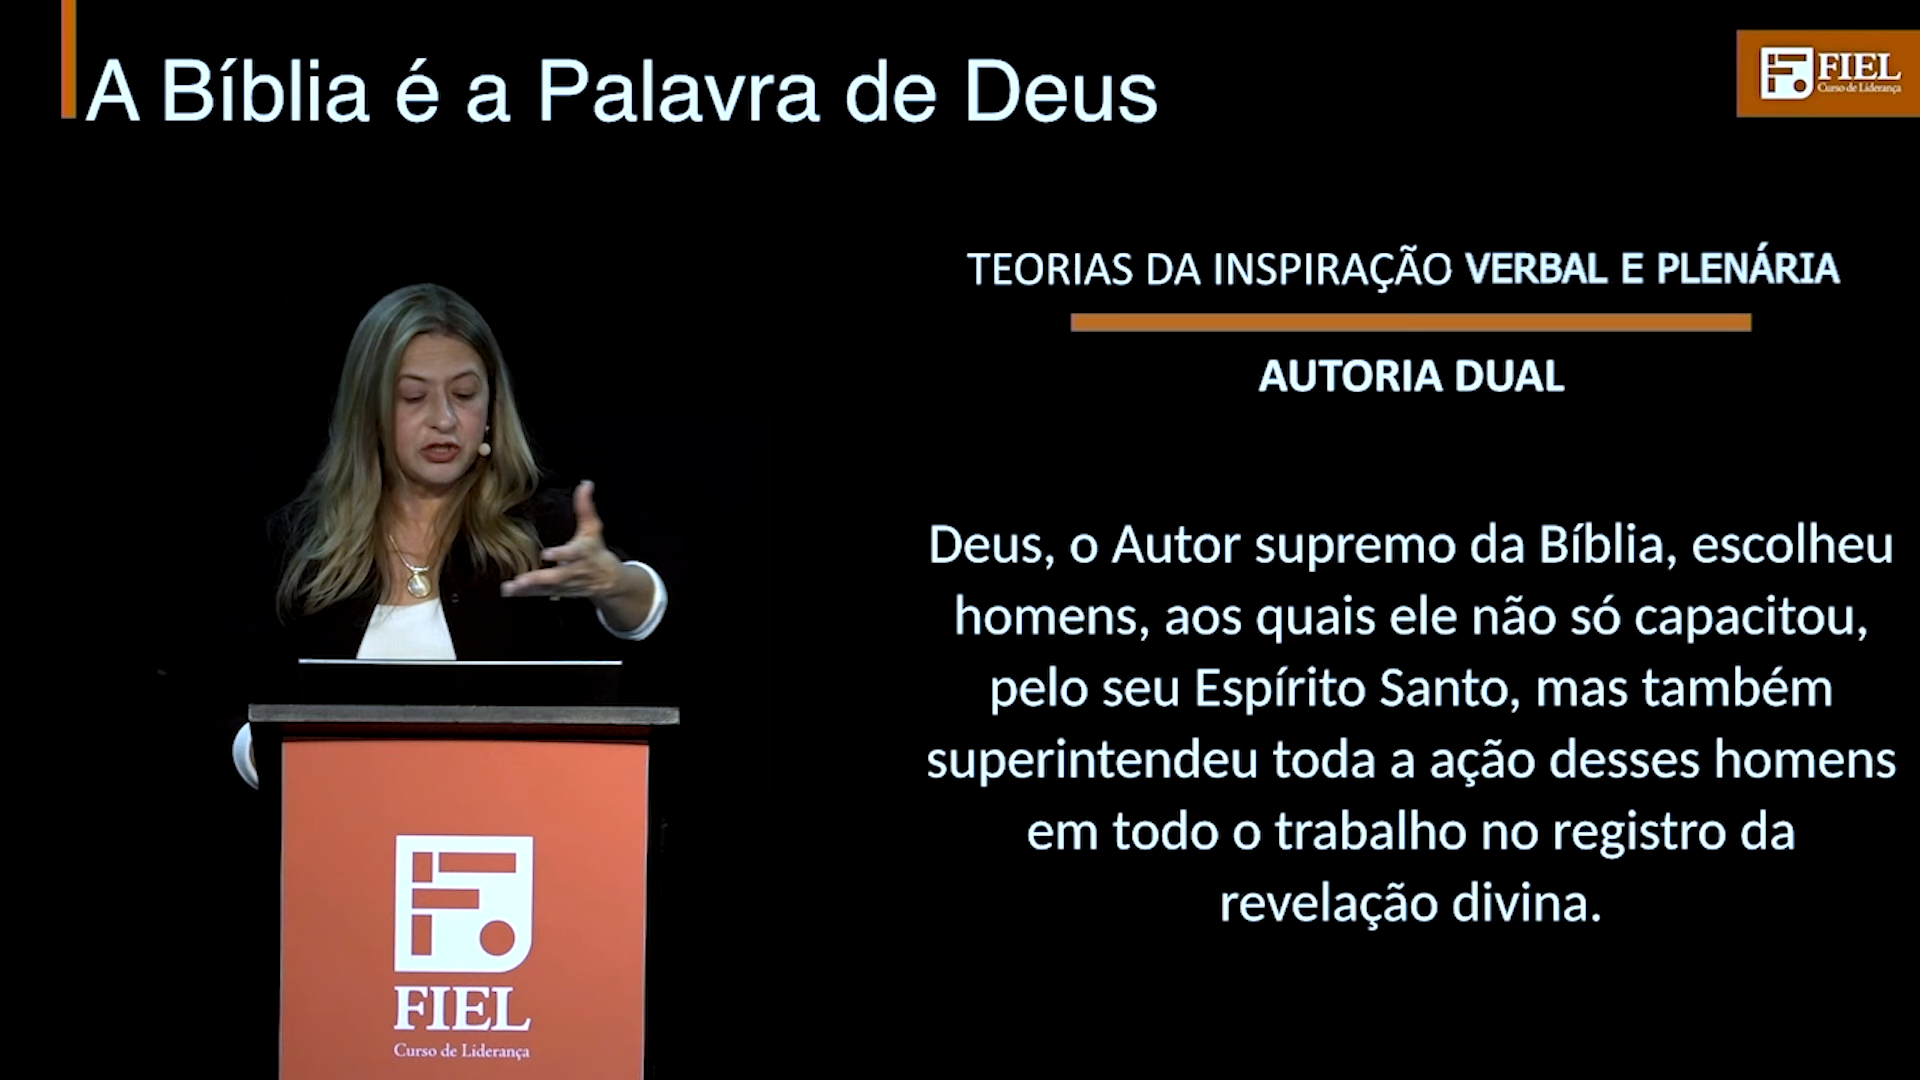 A Bíblia é a Palavra de Deus
FIEL
Curso de Liderança
TEORIAS DA INSPIRAÇÃO VERBAL E PLENÁRIA
AUTORIA DUAL
Deus, o Autor supremo da Bíblia, escolheu
homens, aos quais ele não só capacitou,
pelo seu Espírito Santo, mas também
superintendeu toda a ação desses homens
em todo o trabalho no registro da
revelação divina.
FIEL
Curso de Liderança